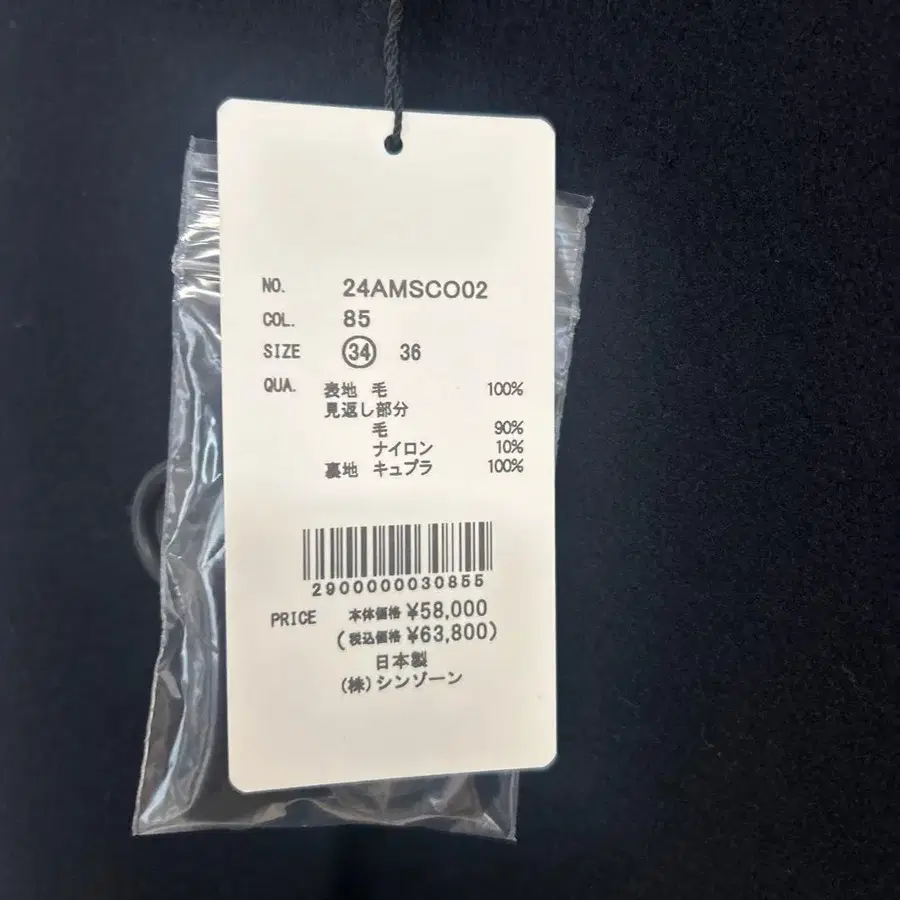 NO. 24AMSCO02
COL. 85
SIZE 34 36
QUA. 表地 毛 100%
見返し部分
毛 90%
ナイロン 10%
裏地 キュプラ 100%
2900000030855
PRICE 本体価格 ¥58,000
(税込価格 ¥63,800)
日本製
(株)シンゾーン